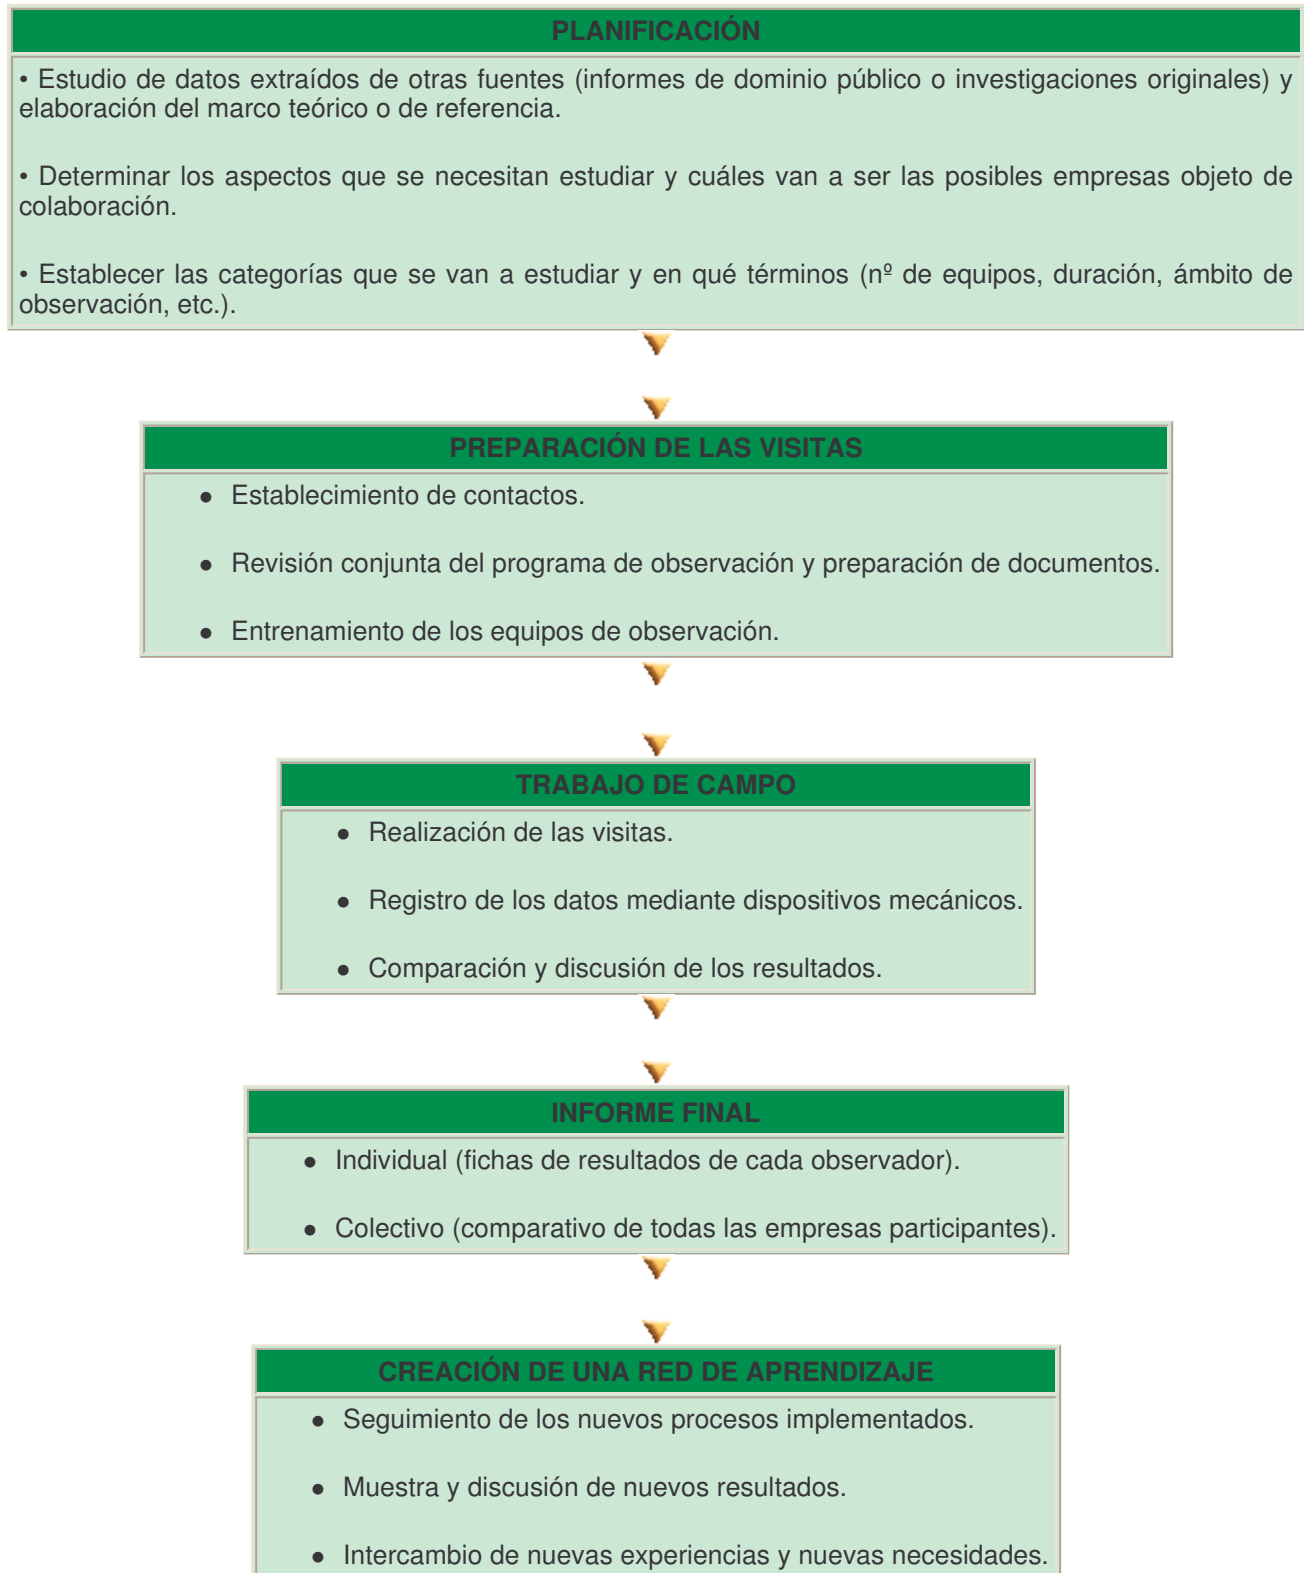 PLANIFICACIÓN
• Estudio de datos extraídos de otras fuentes (informes de dominio público o investigaciones originales) y
elaboración del marco teórico o de referencia.
• Determinar los aspectos que se necesitan estudiar y cuáles van a ser las posibles empresas objeto de
colaboración.
• Establecer las categorías que se van a estudiar y en qué términos (nº de equipos, duración, ámbito de
observación, etc.).
PREPARACIÓN DE LAS VISITAS
● Establecimiento de contactos.
● Revisión conjunta del programa de observación y preparación de documentos.
● Entrenamiento de los equipos de observación.
TRABAJO DE CAMPO
● Realización de las visitas.
● Registro de los datos mediante dispositivos mecánicos.
● Comparación y discusión de los resultados.
INFORME FINAL
● Individual (fichas de resultados de cada observador).
● Colectivo (comparativo de todas las empresas participantes).
CREACIÓN DE UNA RED DE APRENDIZAJE
● Seguimiento de los nuevos procesos implementados.
● Muestra y discusión de nuevos resultados.
● Intercambio de nuevas experiencias y nuevas necesidades.